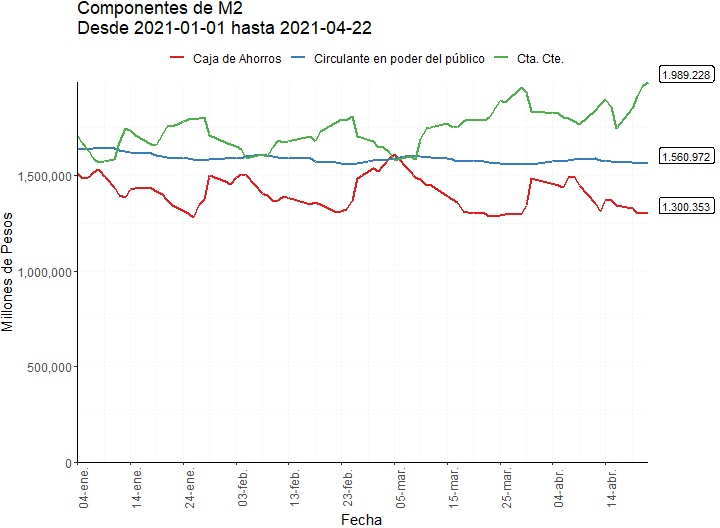 Componentes de M2
Desde 2021-01-01 hasta 2021-04-22
Caja de Ahorros Circulante en poder del público Cta. Cte.
1.989.228
1.560.972
1.300.353
Millones de Pesos
1,500,000
1,000,000
500,000
0
04-ene. 14-ene. 24-ene. 03-feb. 13-feb. 23-feb. 05-mar. 15-mar. 25-mar. 04-abr. 14-abr.
Fecha